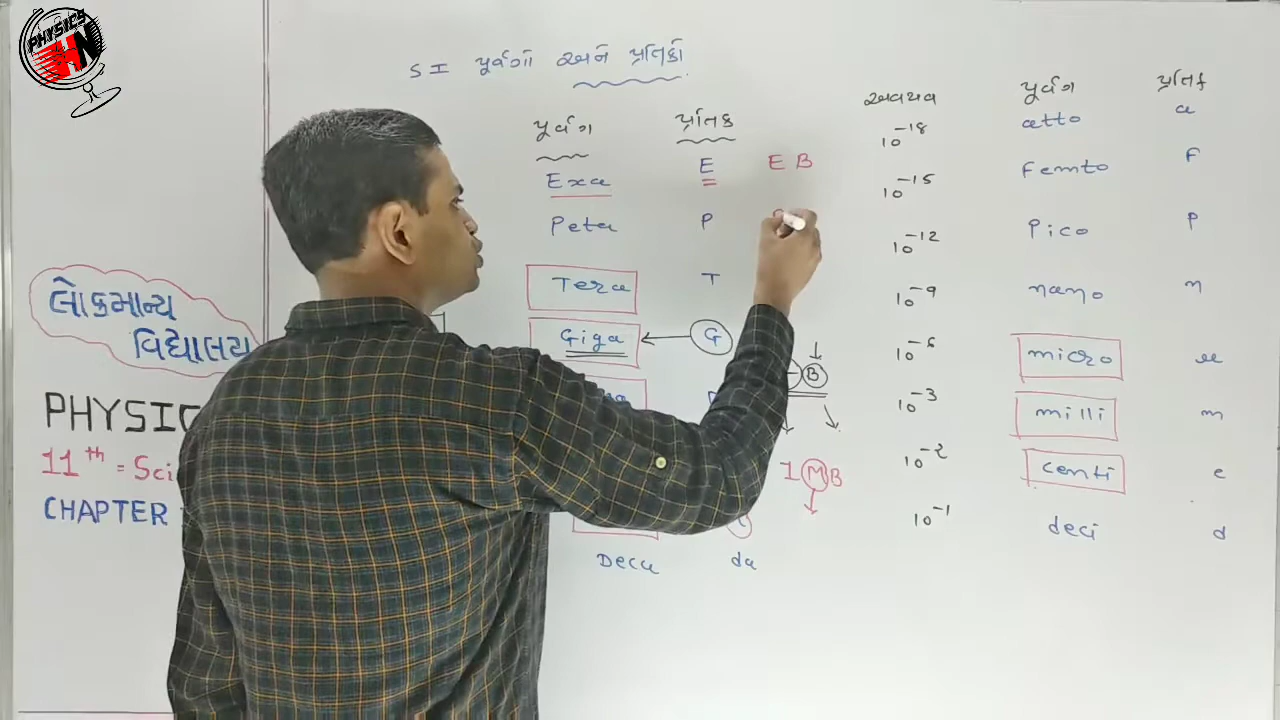 PHYSICS
HN
SI પૂર્વગો અને પ્રતિકો
પૂર્વગ પ્રતિક અવયવ પૂર્વગ પ્રતિક
Exa E E B 10⁻¹⁸ atto a
Peta P 10⁻¹⁵ Femto F
Tera T 10⁻¹² Pico P
Giga G 10⁻⁹ nano n
B 10⁻⁶ micro μ
10⁻³ milli m
1 MB 10⁻² centi c
10⁻¹ deci d
Deca da
લોકમાન્ય
વિદ્યાલય
PHYSIC
11th = Sci
CHAPTER